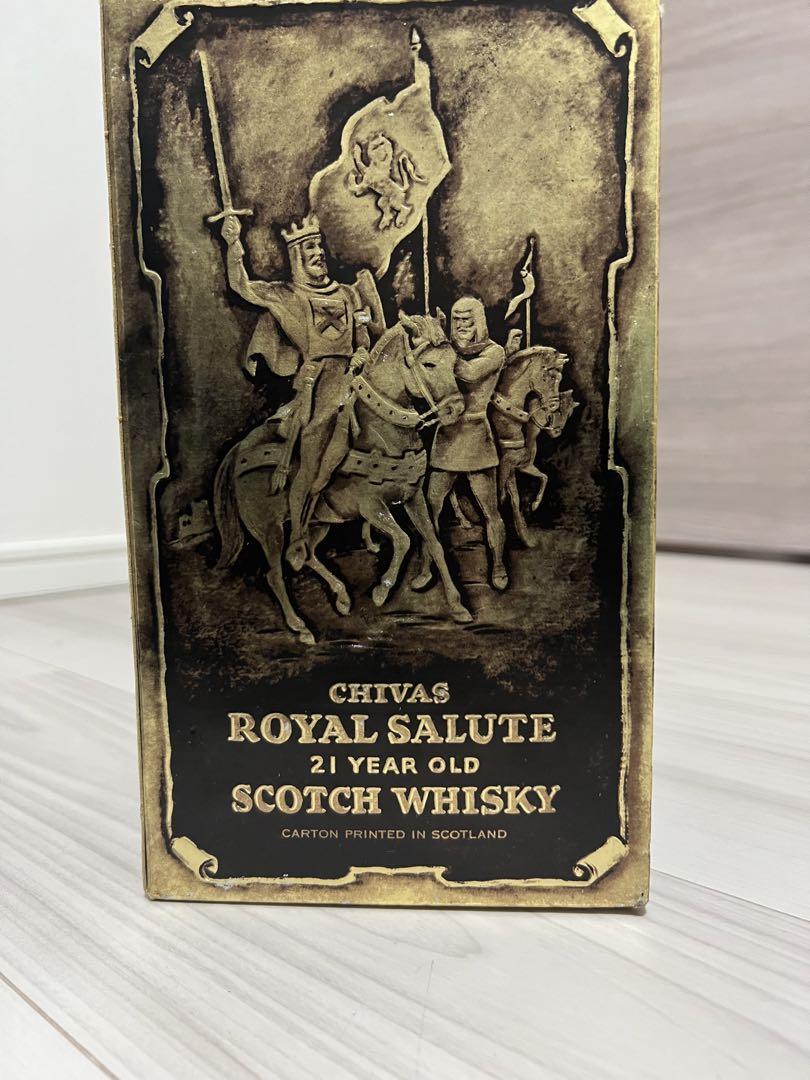 CHIVAS
ROYAL SALUTE
21 YEAR OLD
SCOTCH WHISKY
CARTON PRINTED IN SCOTLAND